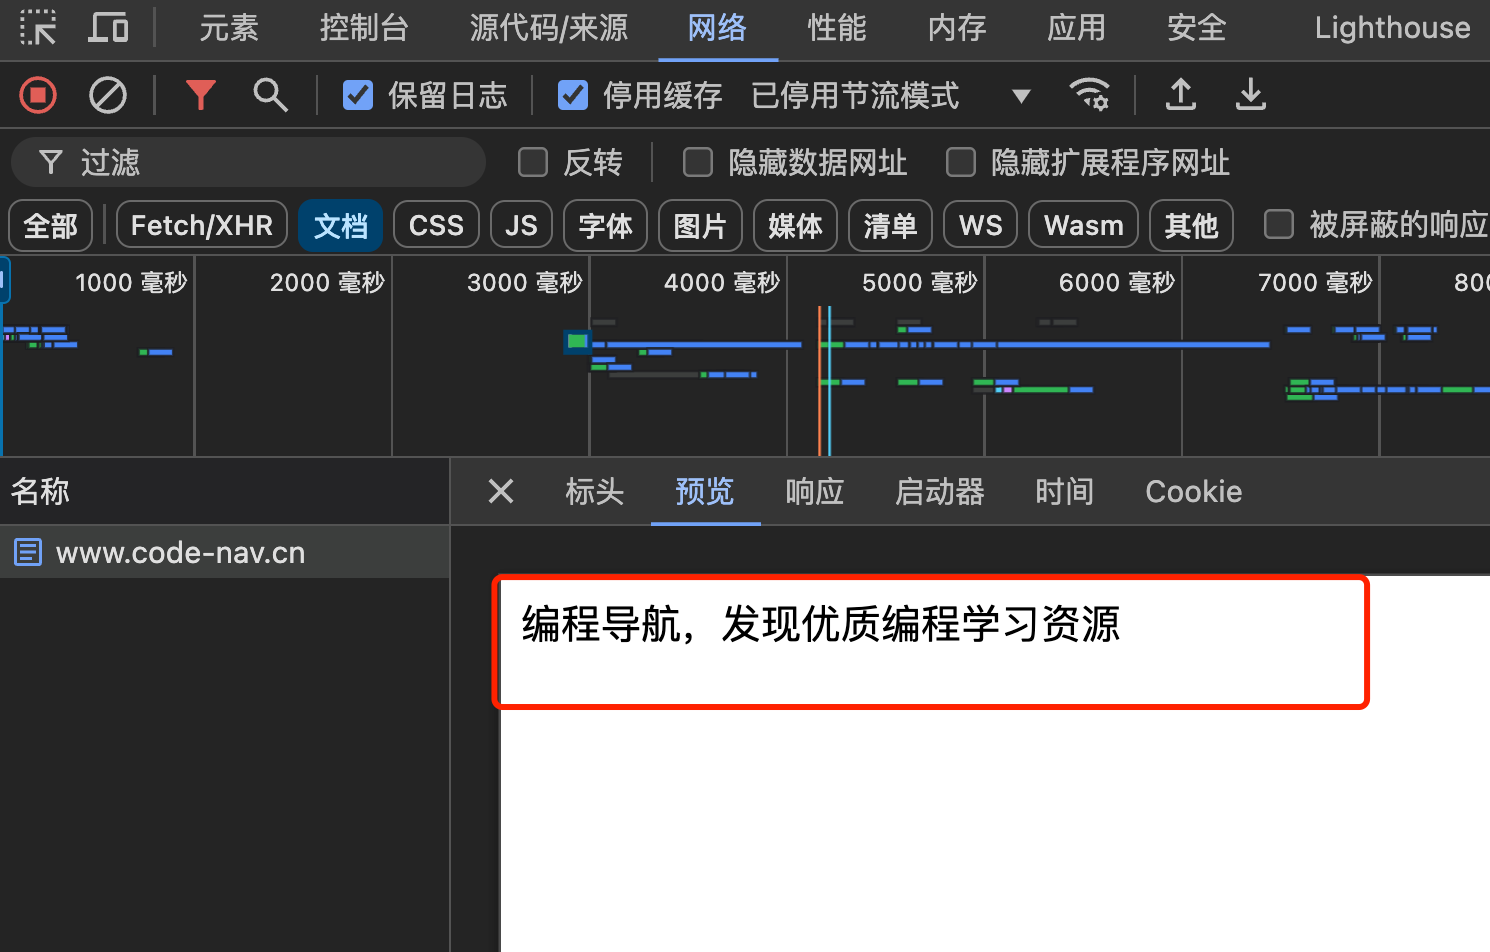 元素 控制台 源代码/来源 网络 性能 内存 应用 安全 Lighthouse
保留日志 停用缓存 已停用节流模式
过滤 反转 隐藏数据网址 隐藏扩展程序网址
全部 Fetch/XHR 文档 CSS JS 字体 图片 媒体 清单 WS Wasm 其他 被屏蔽的响应
1000 毫秒 2000 毫秒 3000 毫秒 4000 毫秒 5000 毫秒 6000 毫秒 7000 毫秒 800
名称 标头 预览 响应 启动器 时间 Cookie
www.code-nav.cn
编程导航，发现优质编程学习资源